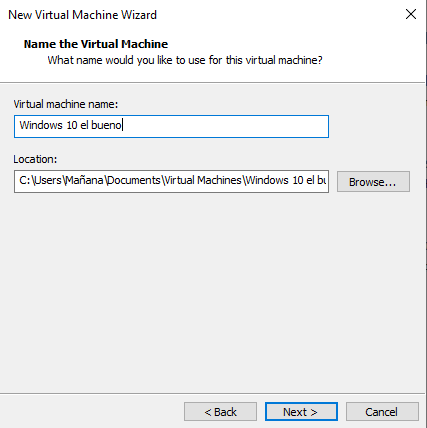 New Virtual Machine Wizard
Name the Virtual Machine
What name would you like to use for this virtual machine?
Virtual machine name:
Windows 10 el bueno
Location:
C:\Users\Mañana\Documents\Virtual Machines\Windows 10 el bu
Browse...
< Back
Next >
Cancel